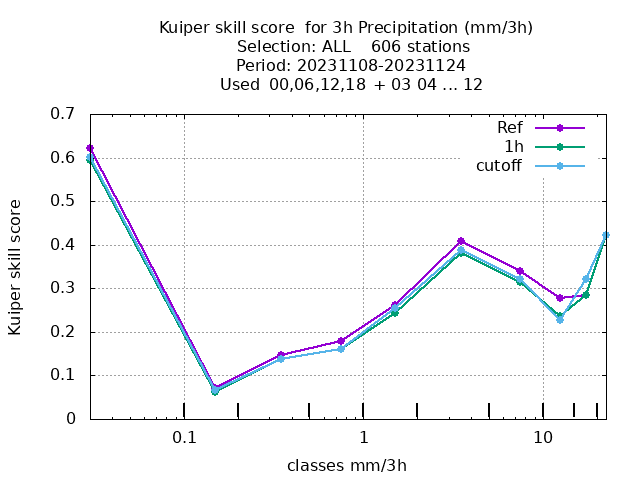 Kuiper skill score  for 3h Precipitation (mm/3h)
Selection: ALL    606 stations
Period: 20231108-20231124
Used 00,06,12,18 + 03 04 ... 12
Ref
1h
cutoff
Kuiper skill score
0.7
0.6
0.5
0.4
0.3
0.2
0.1
0
0.1
1
10
classes mm/3h